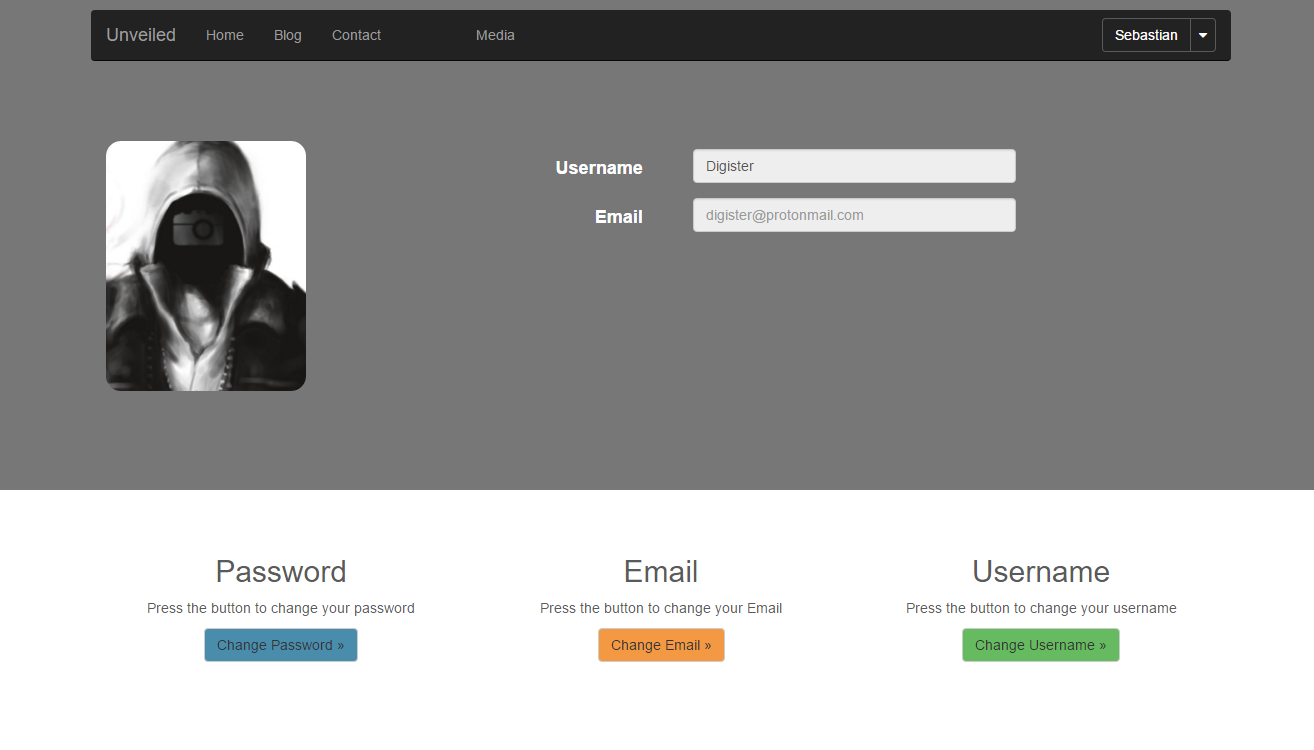 Unveiled Home Blog Contact Media Sebastian
Username Digister
Email digister@protonmail.com
Password Email Username
Press the button to change your password Press the button to change your Email Press the button to change your username
Change Password » Change Email » Change Username »